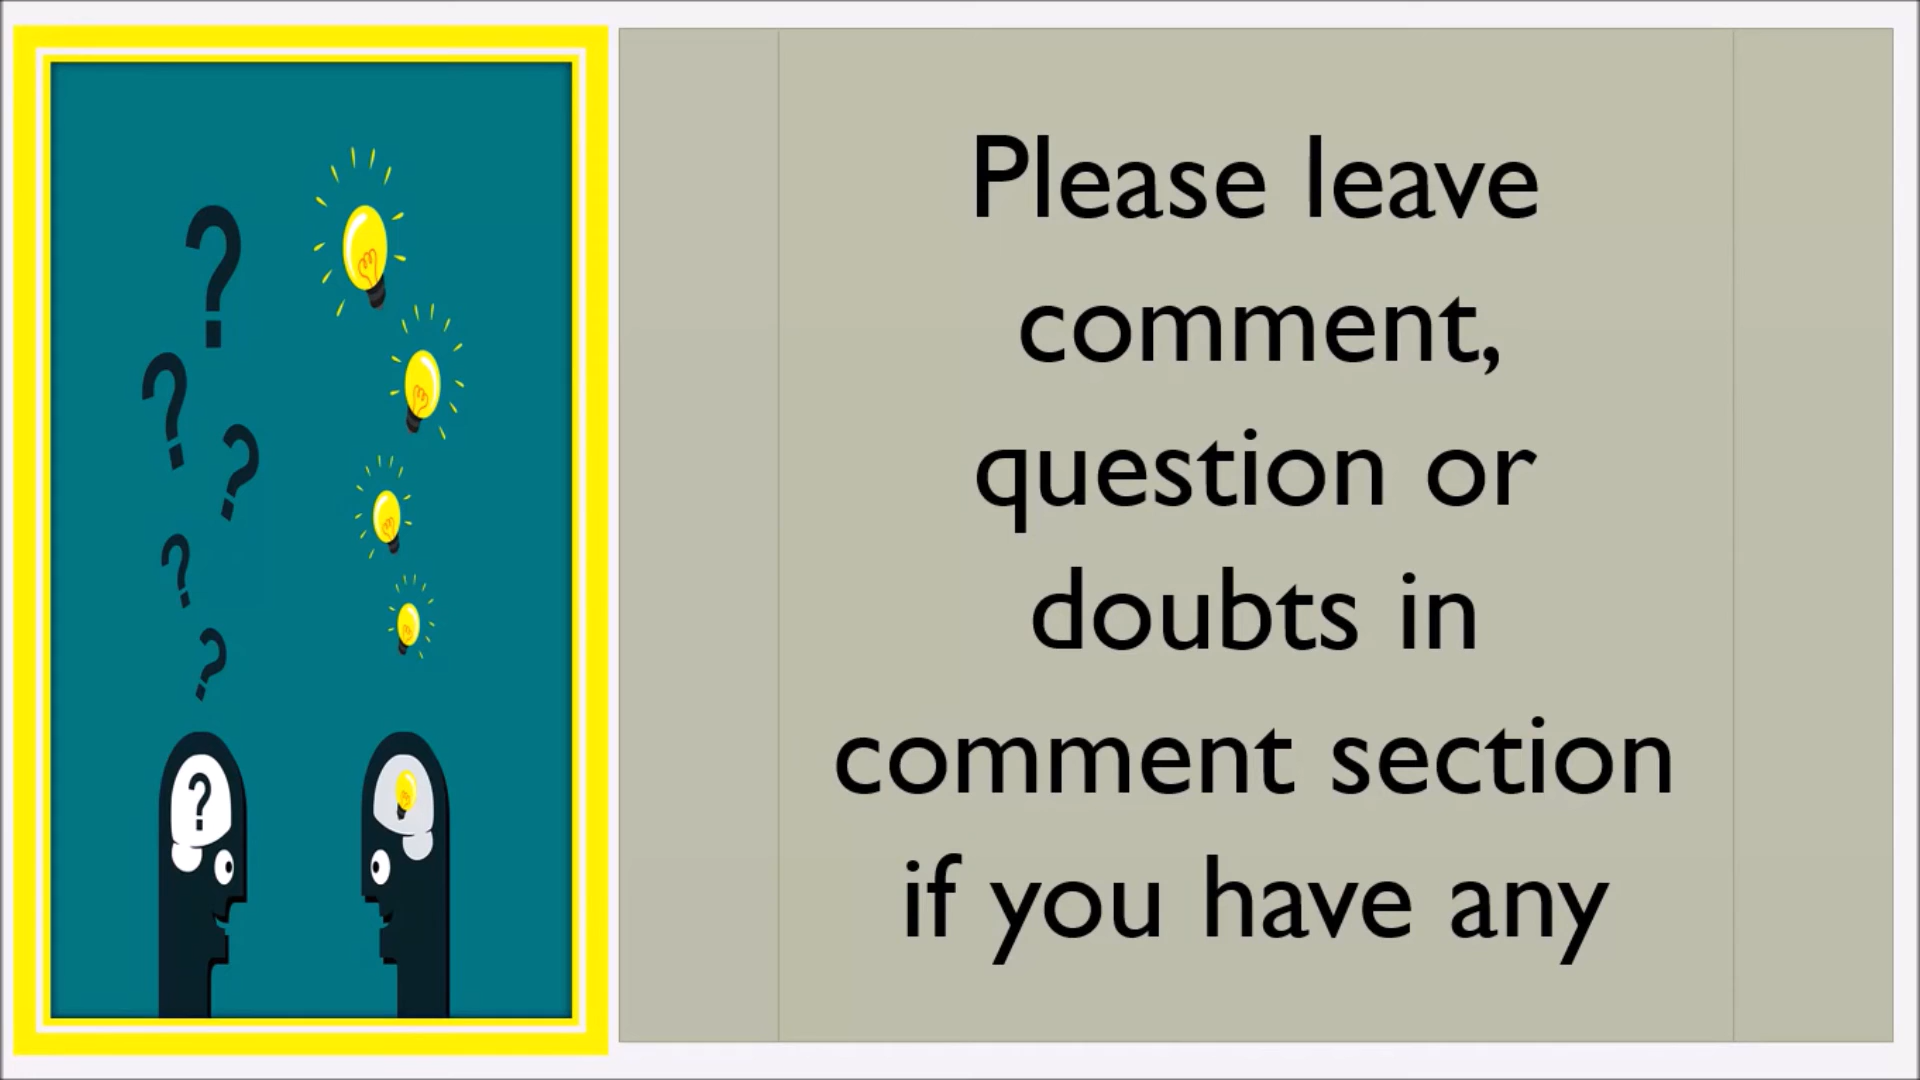 Please leave
comment,
question or
doubts in
comment section
if you have any